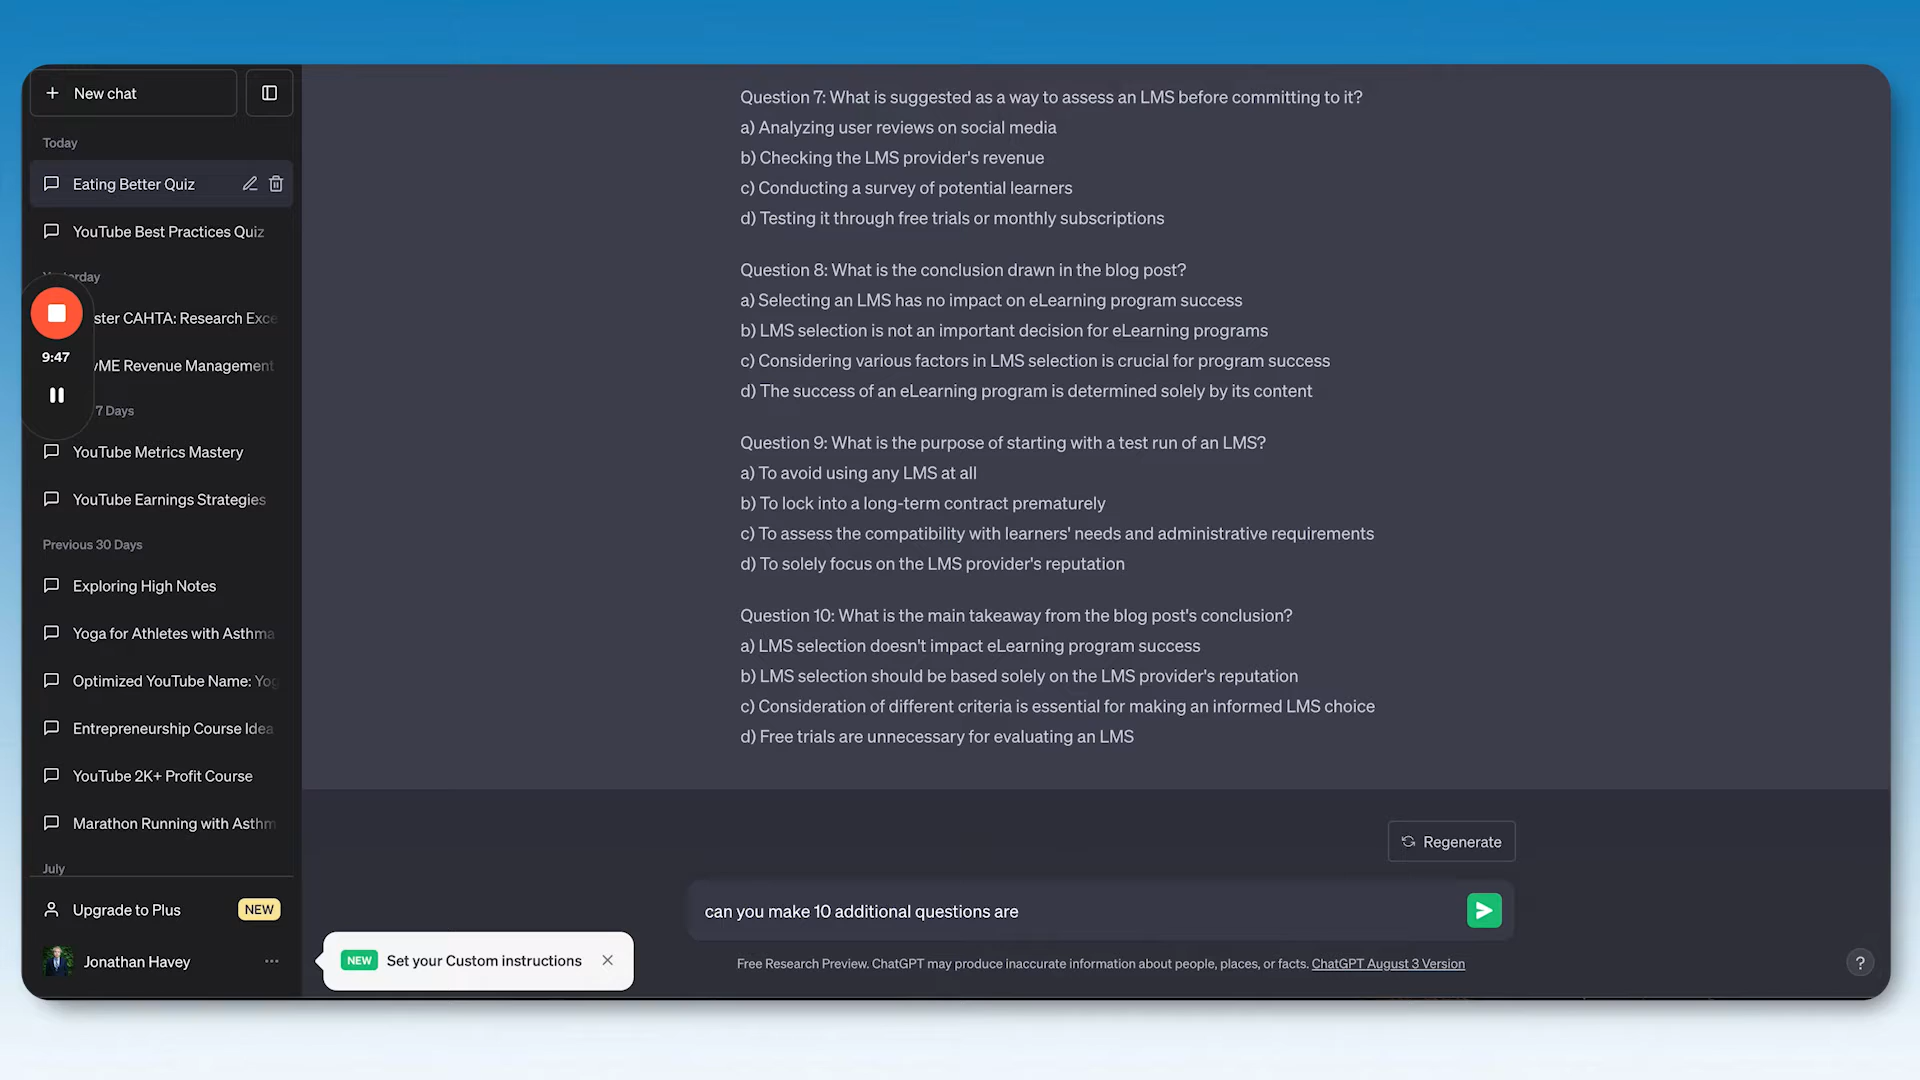 New chat
Today
Eating Better Quiz
YouTube Best Practices Quiz
9:47
YouTube Metrics Mastery
YouTube Earnings Strategies
Previous 30 Days
Exploring High Notes
Yoga for Athletes with Asthma
Optimized YouTube Name: Yog
Entrepreneurship Course Idea
YouTube 2K+ Profit Course
Marathon Running with Asthm
July
Upgrade to Plus NEW
Jonathan Havey
ster CAHTA: Research Exce
ME Revenue Management
7 Days
Question 7: What is suggested as a way to assess an LMS before committing to it?
a) Analyzing user reviews on social media
b) Checking the LMS provider's revenue
c) Conducting a survey of potential learners
d) Testing it through free trials or monthly subscriptions
Question 8: What is the conclusion drawn in the blog post?
a) Selecting an LMS has no impact on eLearning program success
b) LMS selection is not an important decision for eLearning programs
c) Considering various factors in LMS selection is crucial for program success
d) The success of an eLearning program is determined solely by its content
Question 9: What is the purpose of starting with a test run of an LMS?
a) To avoid using any LMS at all
b) To lock into a long-term contract prematurely
c) To assess the compatibility with learners' needs and administrative requirements
d) To solely focus on the LMS provider's reputation
Question 10: What is the main takeaway from the blog post's conclusion?
a) LMS selection doesn't impact eLearning program success
b) LMS selection should be based solely on the LMS provider's reputation
c) Consideration of different criteria is essential for making an informed LMS choice
d) Free trials are unnecessary for evaluating an LMS
Regenerate
can you make 10 additional questions are
NEW Set your Custom instructions
Free Research Preview. ChatGPT may produce inaccurate information about people, places, or facts. ChatGPT August 3 Version
?